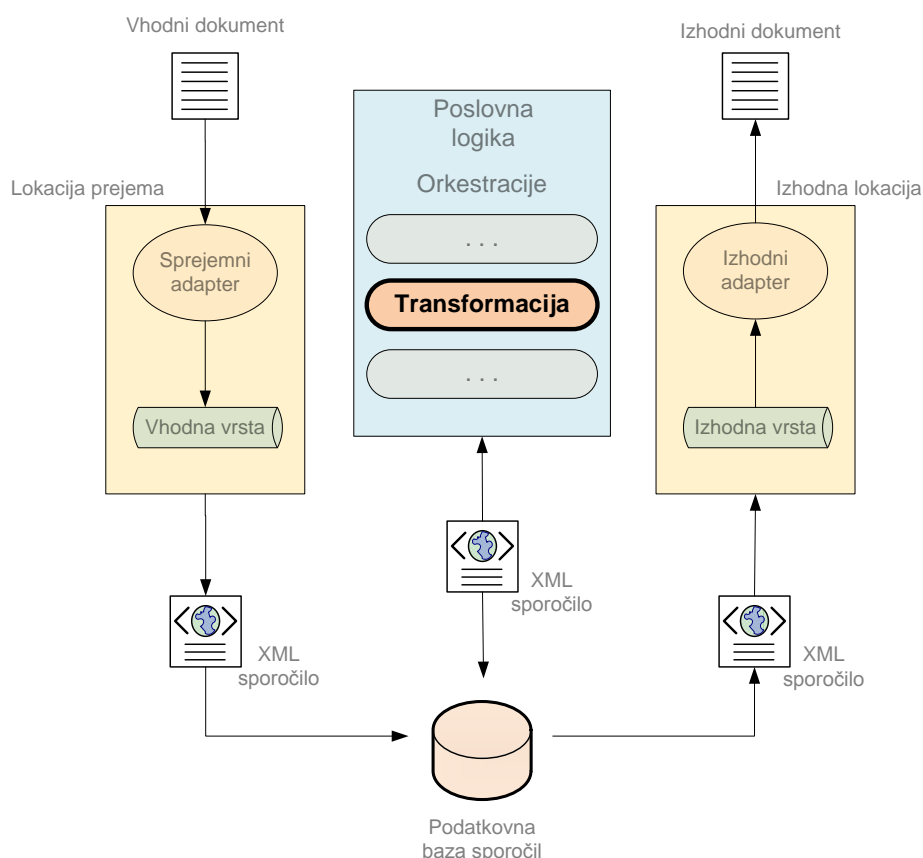 Vhodni dokument
Izhodni dokument
Poslovna
logika
Orkestracije
Lokacija prejema
Izhodna lokacija
Sprejemni
adapter
. . .
Izhodni
adapter
Transformacija
. . .
Vhodna vrsta
Izhodna vrsta
XML
sporočilo
XML
sporočilo
XML
sporočilo
Podatkovna
baza sporočil